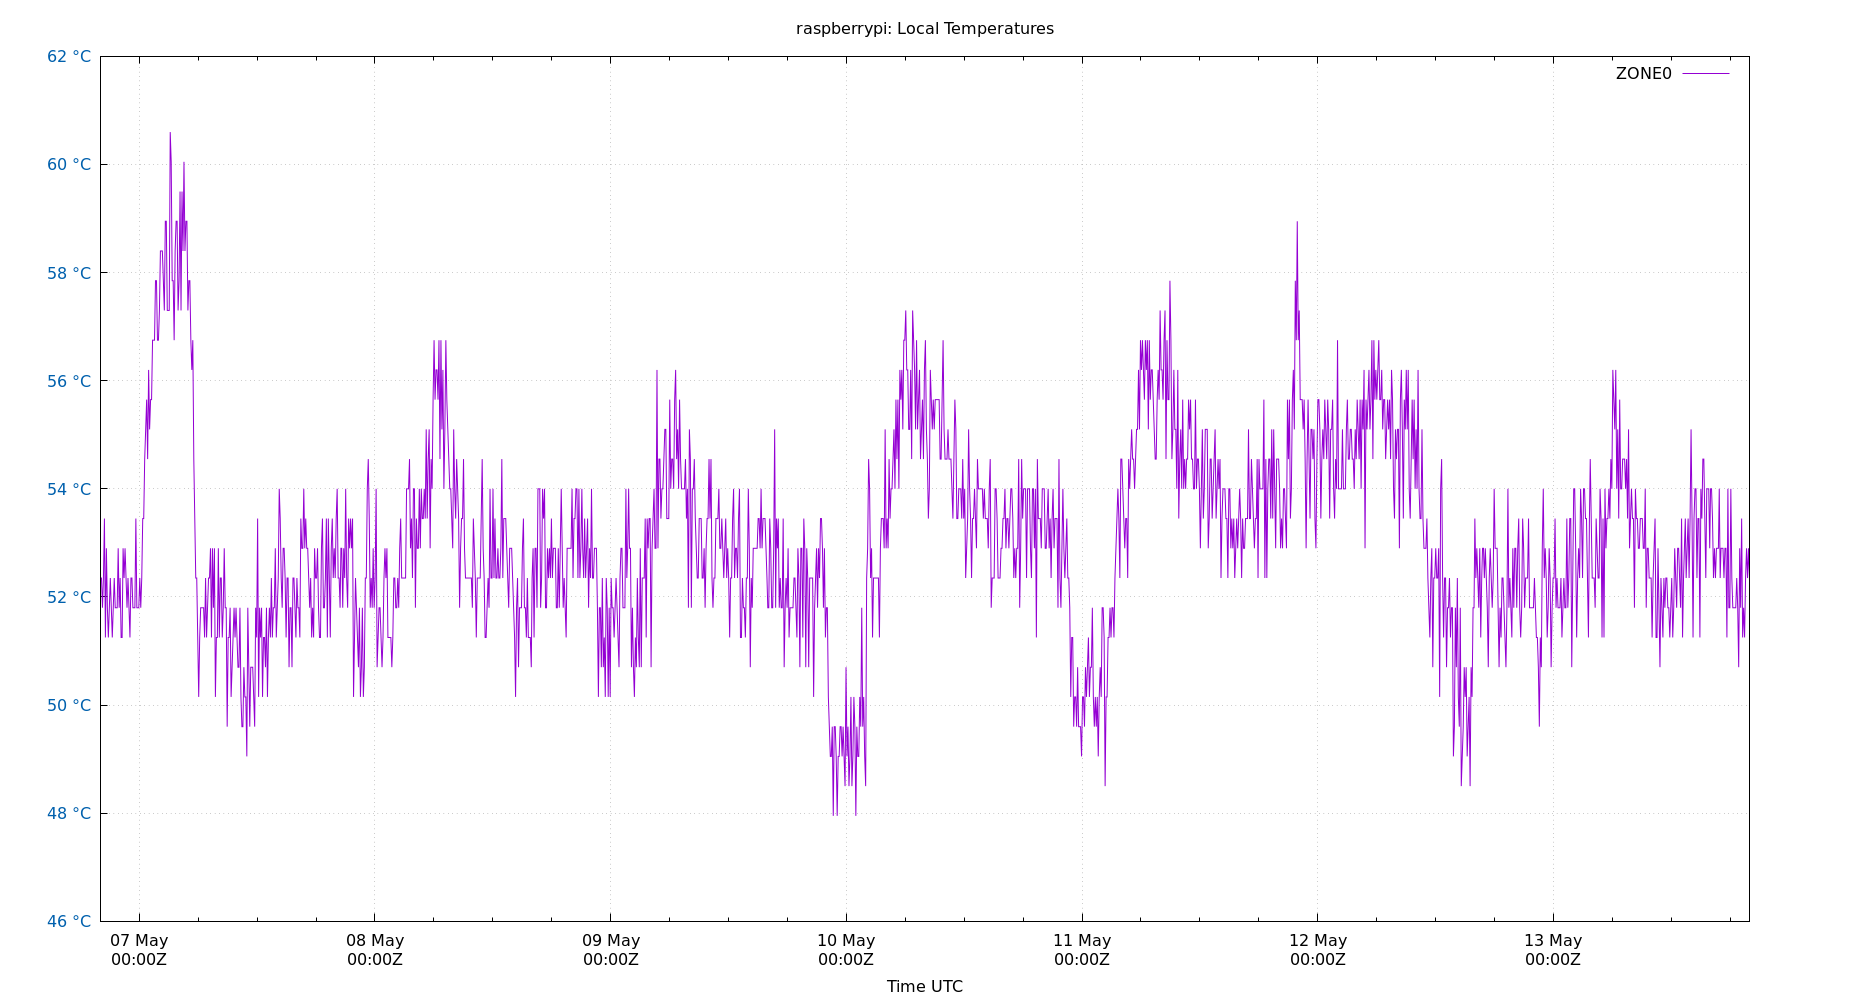 raspberrypi: Local Temperatures
62 °C
ZONE0
60 °C
58 °C
56 °C
54 °C
52 °C
50 °C
48 °C
46 °C
07 May 08 May 09 May 10 May 11 May 12 May 13 May
00:00Z 00:00Z 00:00Z 00:00Z 00:00Z 00:00Z 00:00Z
Time UTC